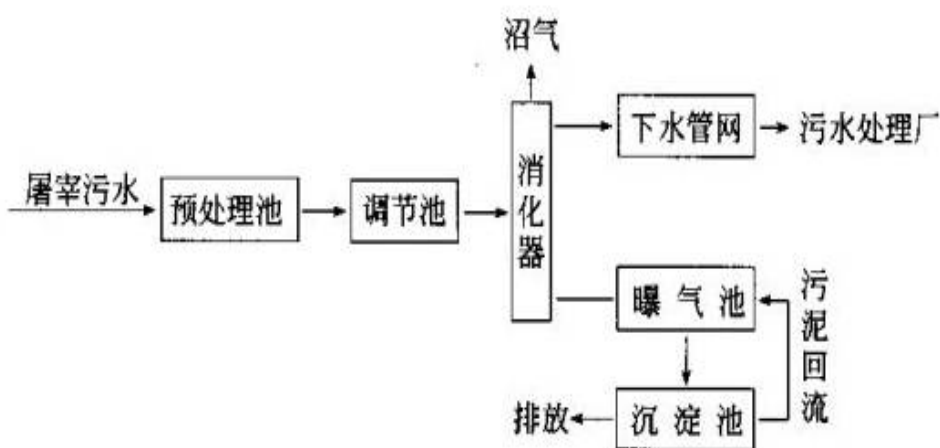 沼气
下水管网
污水处理厂
屠宰污水
预处理池
调节池
消化器
曝气池
污泥回流
排放
沉淀池